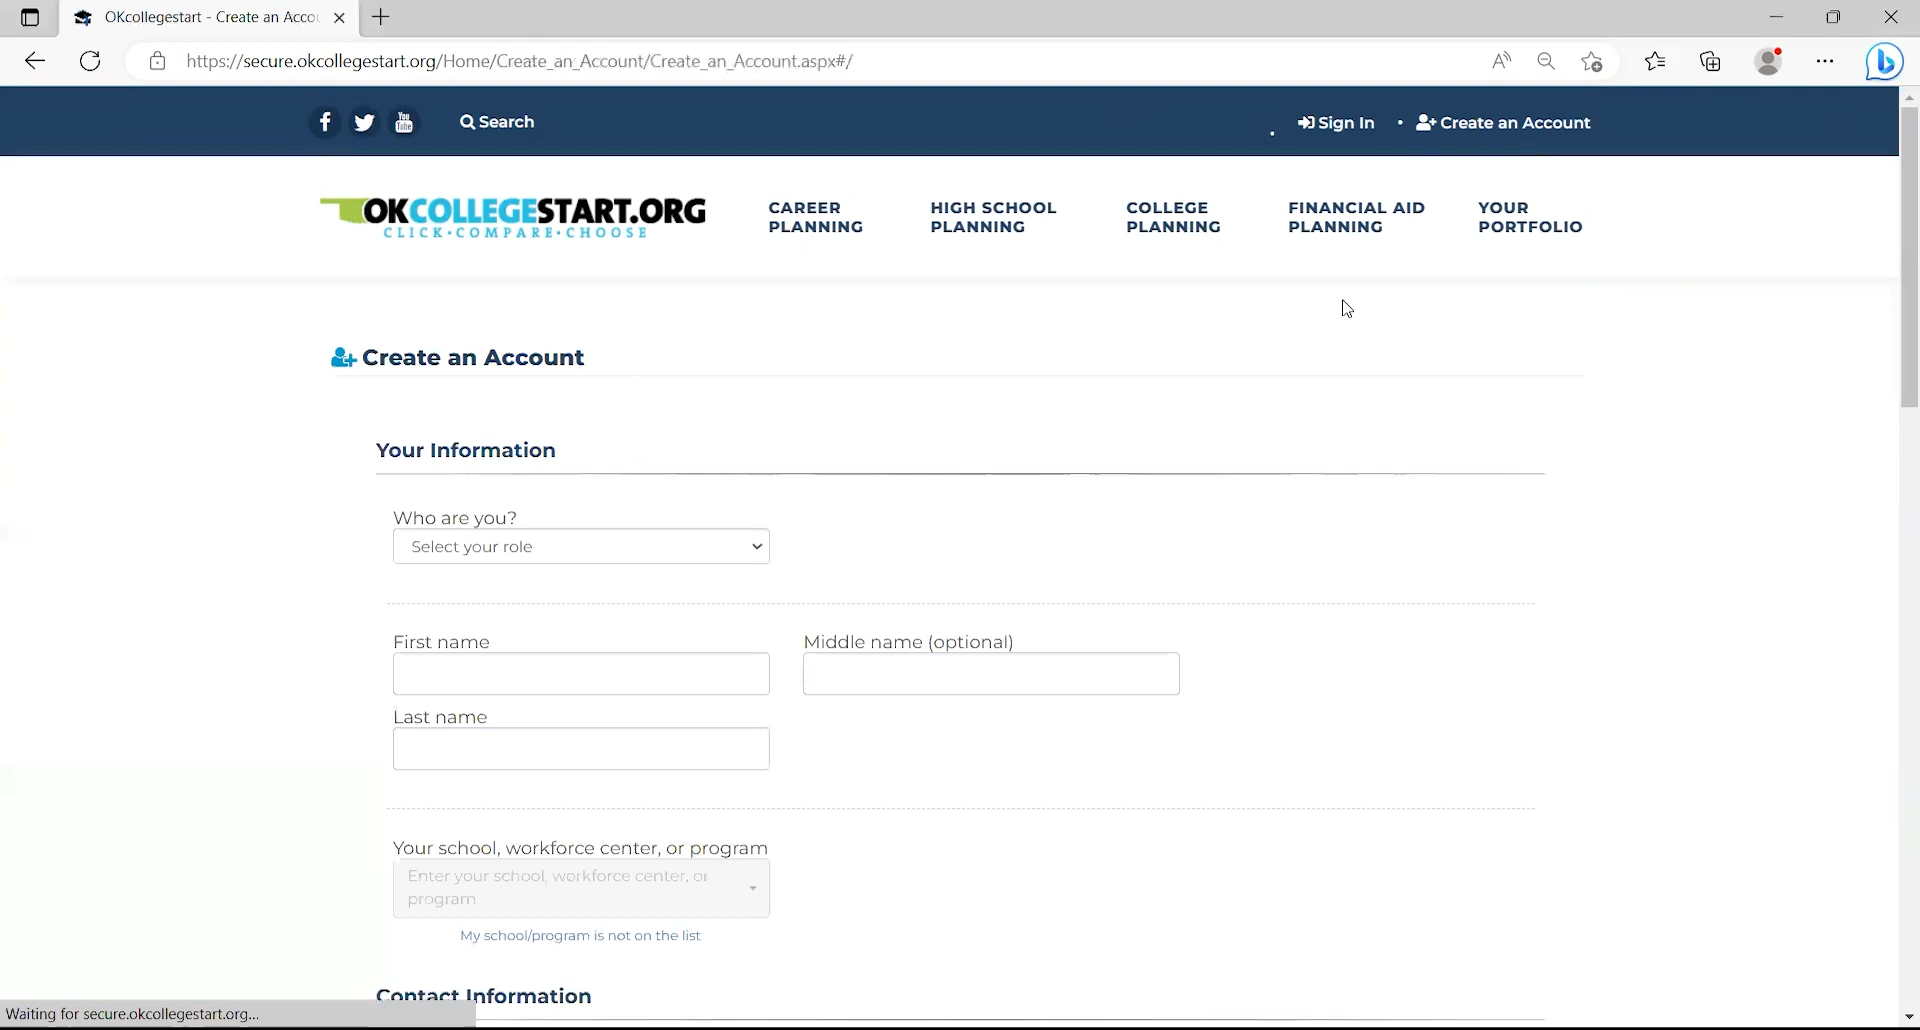 OKcollegestart - Create an Accou
https://secure.okcollegestart.org/Home/Create_an_Account/Create_an_Account.aspx#/
Search
Sign In • Create an Account
OKCOLLEGESTART.ORG
CLICK•COMPARE•CHOOSE
CAREER PLANNING
HIGH SCHOOL PLANNING
COLLEGE PLANNING
FINANCIAL AID PLANNING
YOUR PORTFOLIO
Create an Account
Your Information
Who are you?
Select your role
First name
Middle name (optional)
Last name
Your school, workforce center, or program
Enter your school, workforce center, or
program
My school/program is not on the list
Contact Information
Waiting for secure.okcollegestart.org...